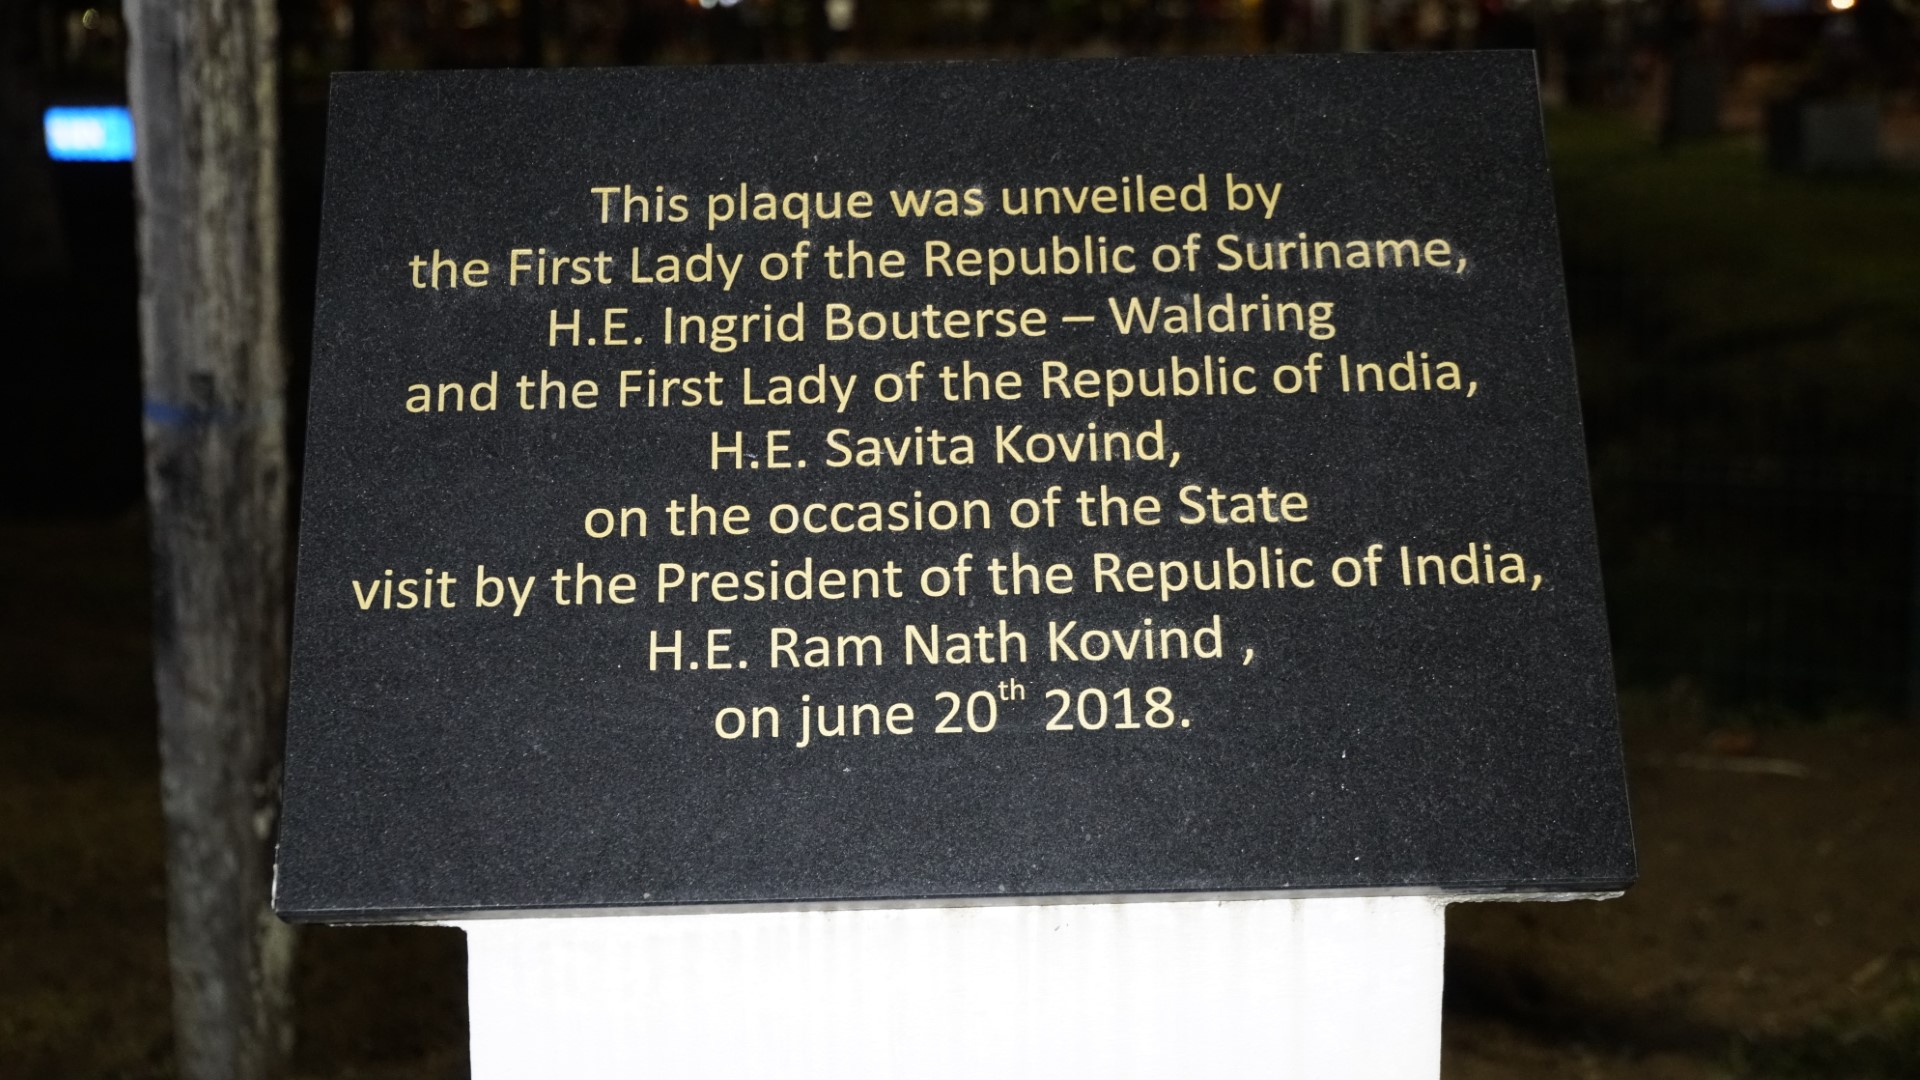 This plaque was unveiled by
the First Lady of the Republic of Suriname,
H.E. Ingrid Bouterse – Waldring
and the First Lady of the Republic of India,
H.E. Savita Kovind,
on the occasion of the State
visit by the President of the Republic of India,
H.E. Ram Nath Kovind ,
on june 20th 2018.